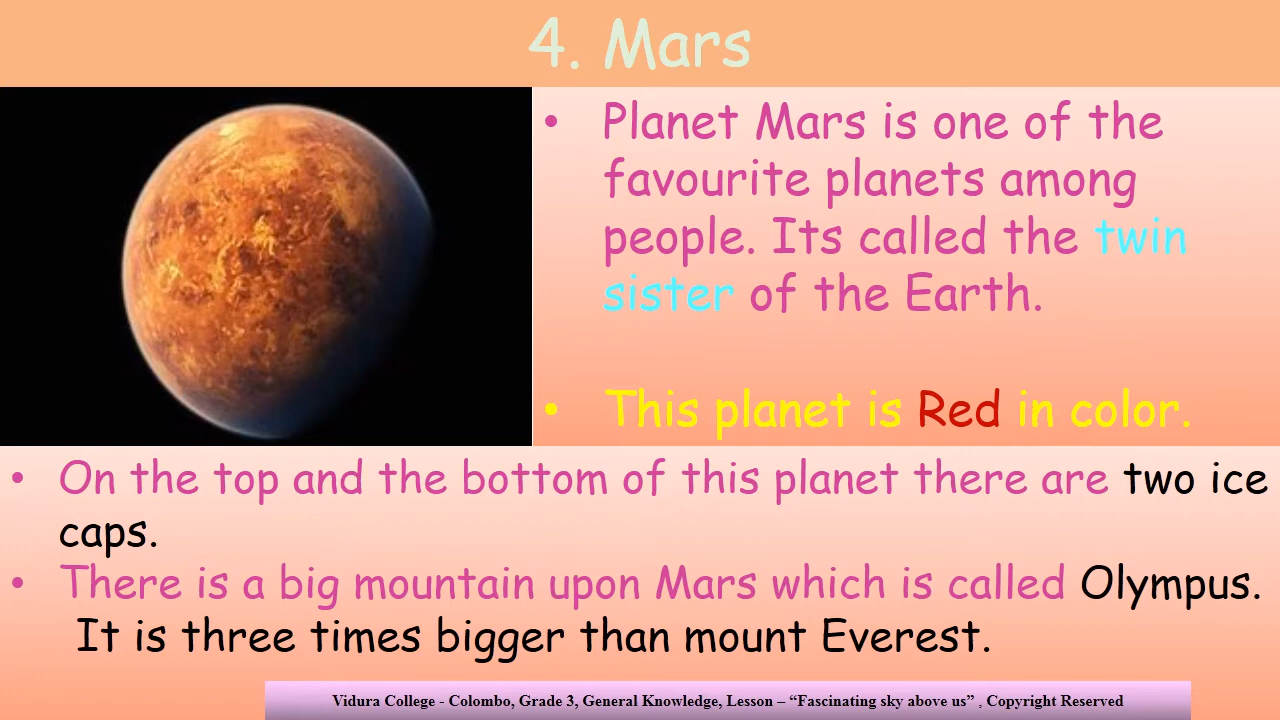 4. Mars
• Planet Mars is one of the
favourite planets among
people. Its called the twin
sister of the Earth.
• This planet is Red in color.
• On the top and the bottom of this planet there are two ice
caps.
• There is a big mountain upon Mars which is called Olympus.
It is three times bigger than mount Everest.
Vidura College - Colombo, Grade 3, General Knowledge, Lesson – “Fascinating sky above us” , Copyright Reserved